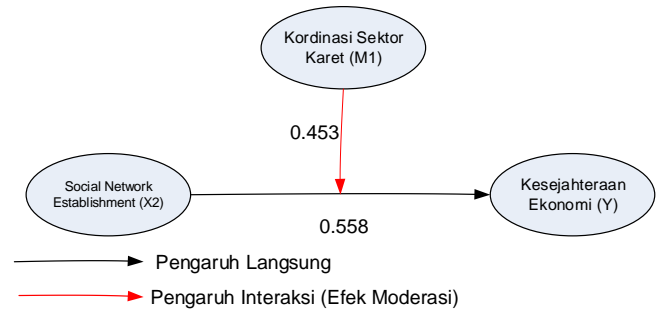 Kordinasi Sektor
Karet (M1)
0.453
Social Network
Establishment (X2)
Kesejahteraan
Ekonomi (Y)
0.558
Pengaruh Langsung
Pengaruh Interaksi (Efek Moderasi)